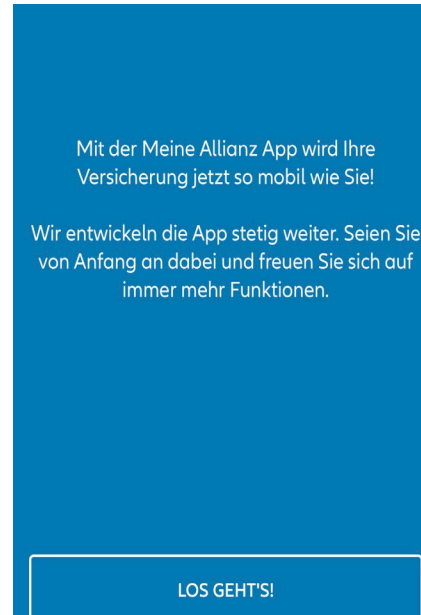 Mit der Meine Allianz App wird Ihre
Versicherung jetzt so mobil wie Sie!
Wir entwickeln die App stetig weiter. Seien Sie
von Anfang an dabei und freuen Sie sich auf
immer mehr Funktionen.
LOS GEHT'S!